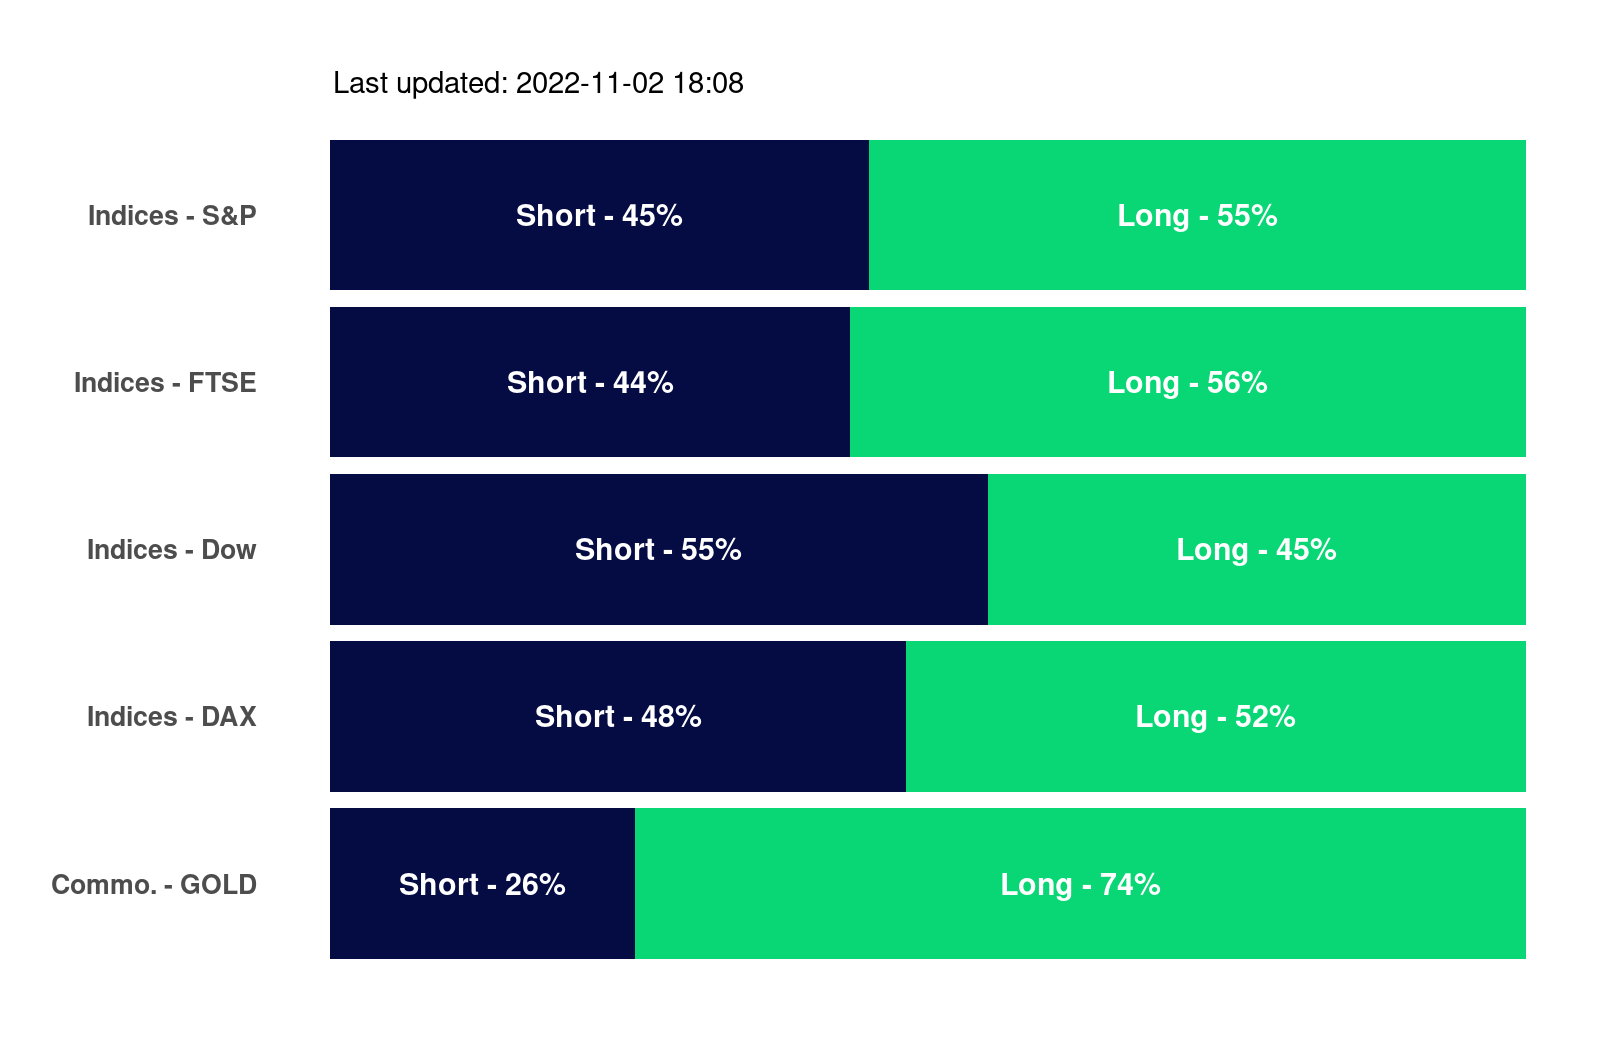 Last updated: 2022-11-02 18:08
Indices - S&P
Short - 45%
Long - 55%
Indices - FTSE
Short - 44%
Long - 56%
Indices - Dow
Short - 55%
Long - 45%
Indices - DAX
Short - 48%
Long - 52%
Commo. - GOLD
Short - 26%
Long - 74%